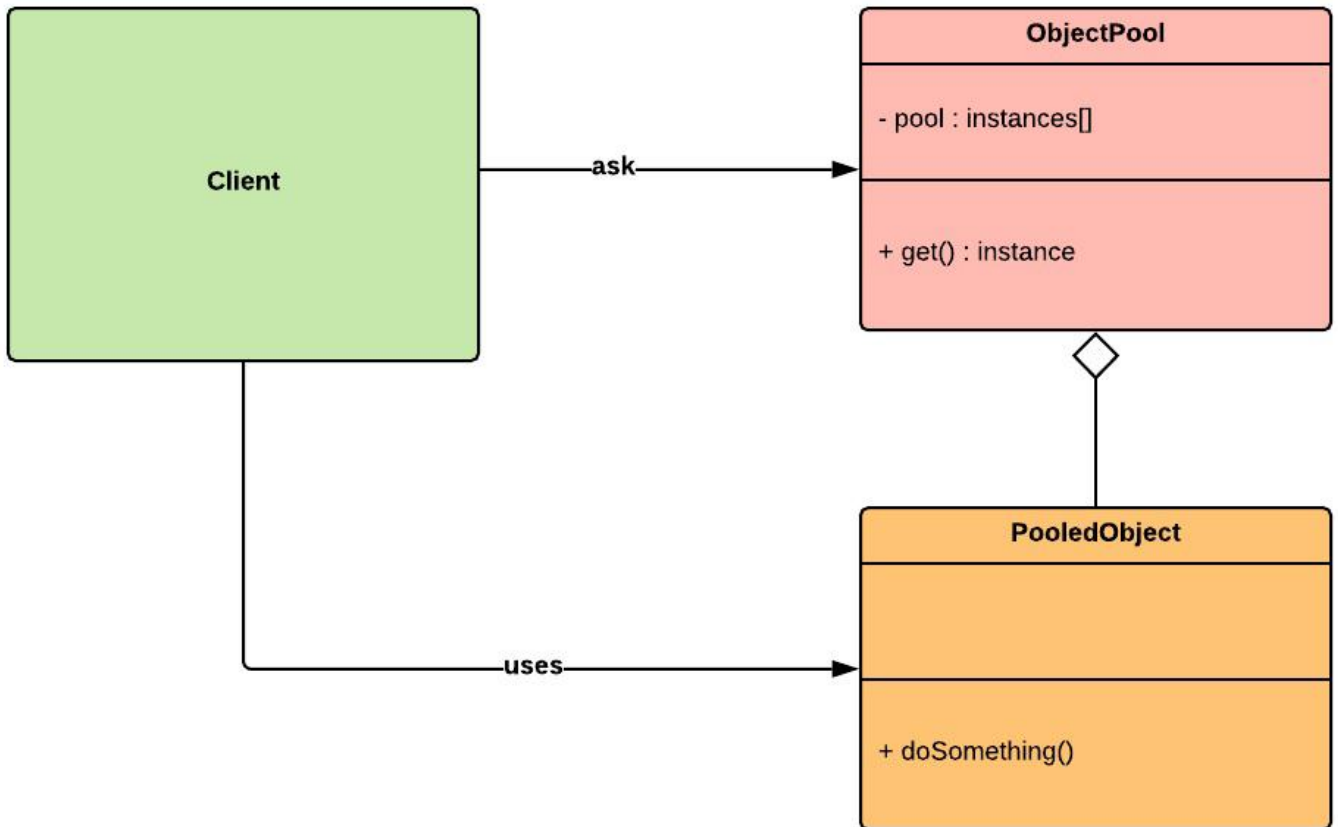 Client
ask
ObjectPool
- pool : instances[]
+ get() : instance
uses
PooledObject
+ doSomething()